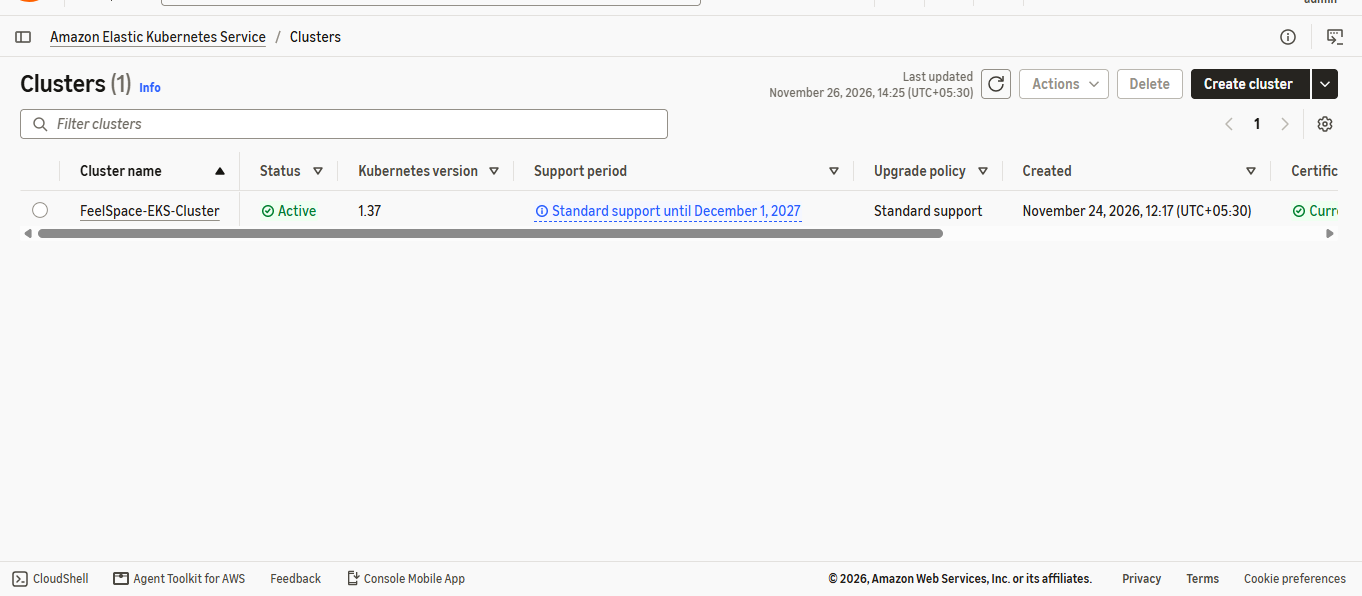 admin
Amazon Elastic Kubernetes Service / Clusters
Clusters (1) Info
Last updated
November 26, 2026, 14:25 (UTC+05:30)
Actions Delete Create cluster
Filter clusters
1
Cluster name Status Kubernetes version Support period Upgrade policy Created Certific
FeelSpace-EKS-Cluster Active 1.37 Standard support until December 1, 2027 Standard support November 24, 2026, 12:17 (UTC+05:30) Curr
CloudShell Agent Toolkit for AWS Feedback Console Mobile App © 2026, Amazon Web Services, Inc. or its affiliates. Privacy Terms Cookie preferences